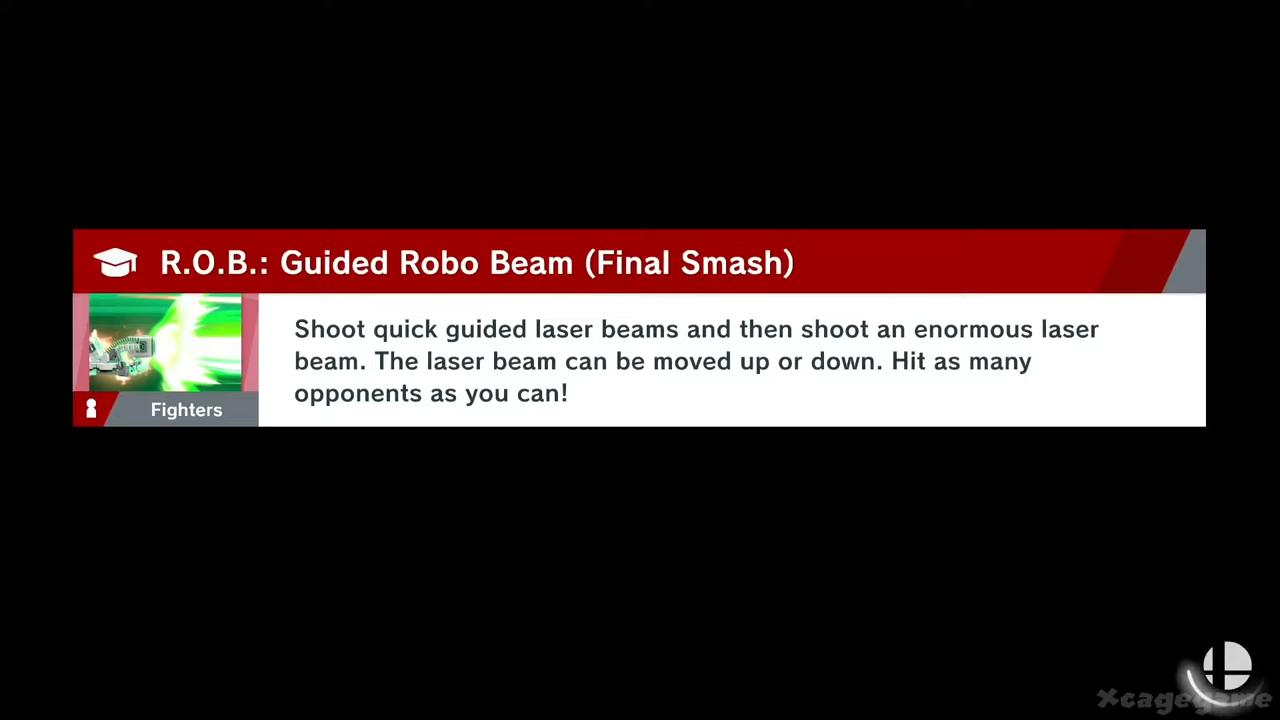 R.O.B.: Guided Robo Beam (Final Smash)
Shoot quick guided laser beams and then shoot an enormous laser
beam. The laser beam can be moved up or down. Hit as many
opponents as you can!
Fighters
Xcagegame